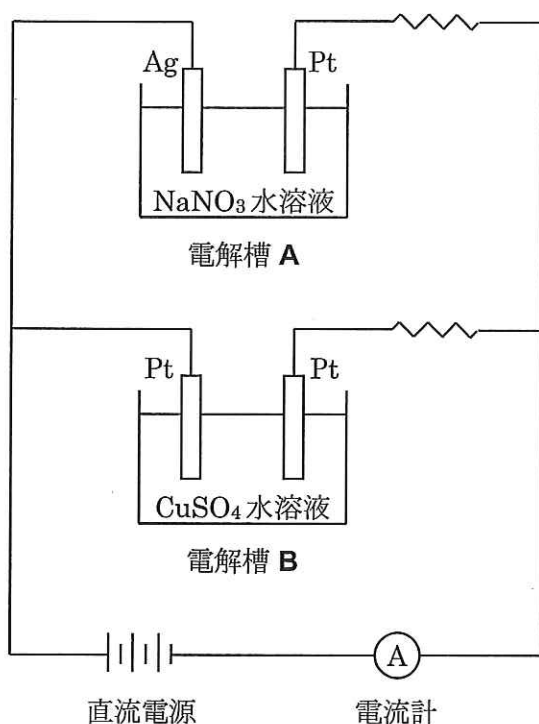 Ag Pt
NaNO₃水溶液
電解槽 A
Pt Pt
CuSO₄水溶液
電解槽 B
A
直流電源 電流計